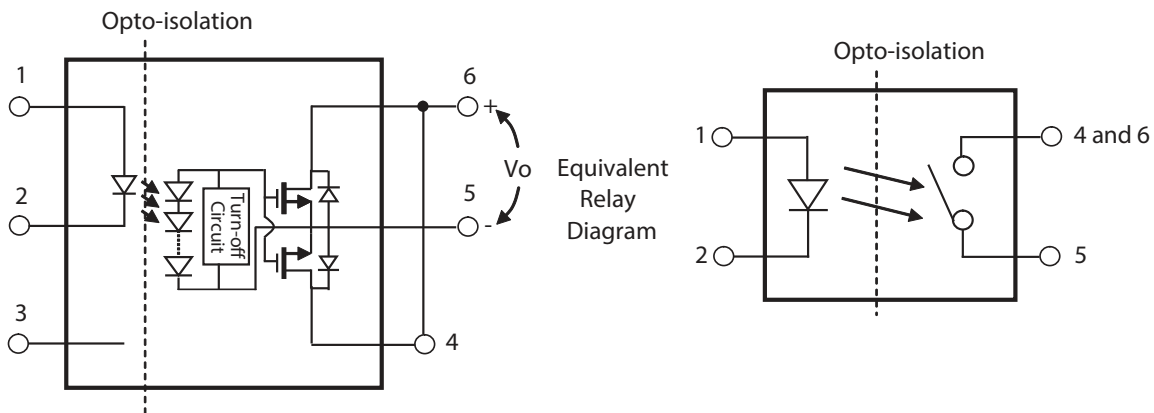 Opto-isolation
1
2
3
Turn-off
Circuit
6
+
Vo
5
-
4
Equivalent
Relay
Diagram
Opto-isolation
1
2
4 and 6
5